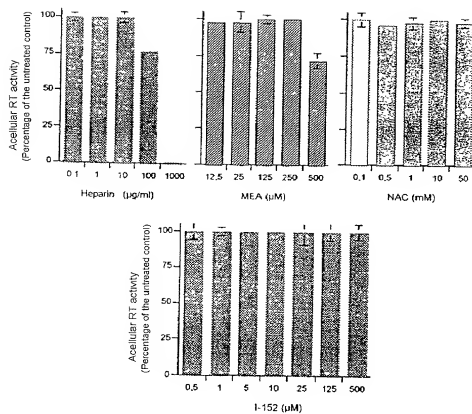 Acellular RT activity
(Percentage of the untreated control)
100
75
50
25
0
0.1 1 10 100 1000
Heparin (µg/ml)
12,5 25 125 250 500
MEA (µM)
0,1 0,5 1 10 50
NAC (mM)
Acellular RT activity
(Percentage of the untreated control)
100
75
50
25
0
0,5 1 5 10 25 125 500
I-152 (µM)